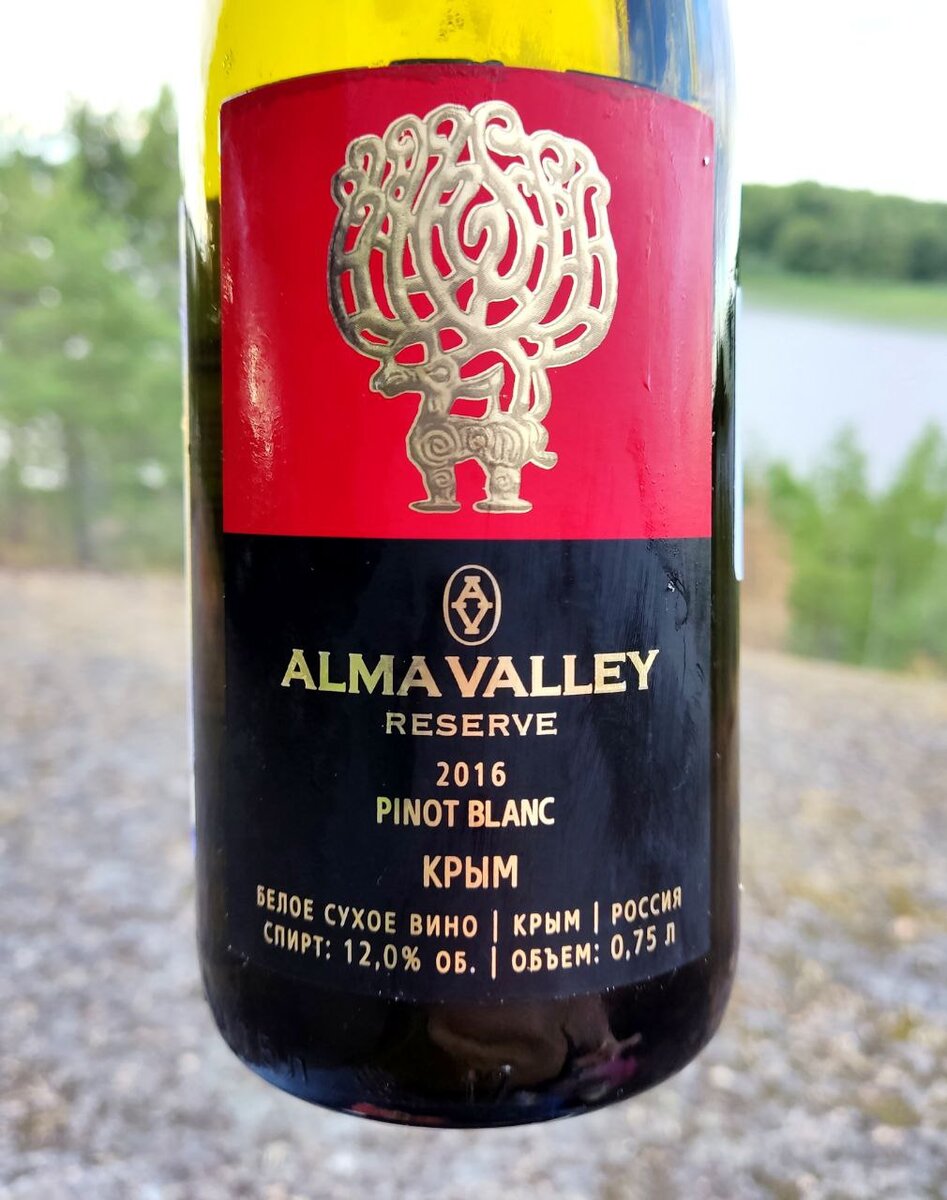 AV
ALMA VALLEY
RESERVE
2016
PINOT BLANC
КРЫМ
БЕЛОЕ СУХОЕ ВИНО | КРЫМ | РОССИЯ
СПИРТ: 12,0% ОБ. | ОБЪЕМ: 0,75 Л